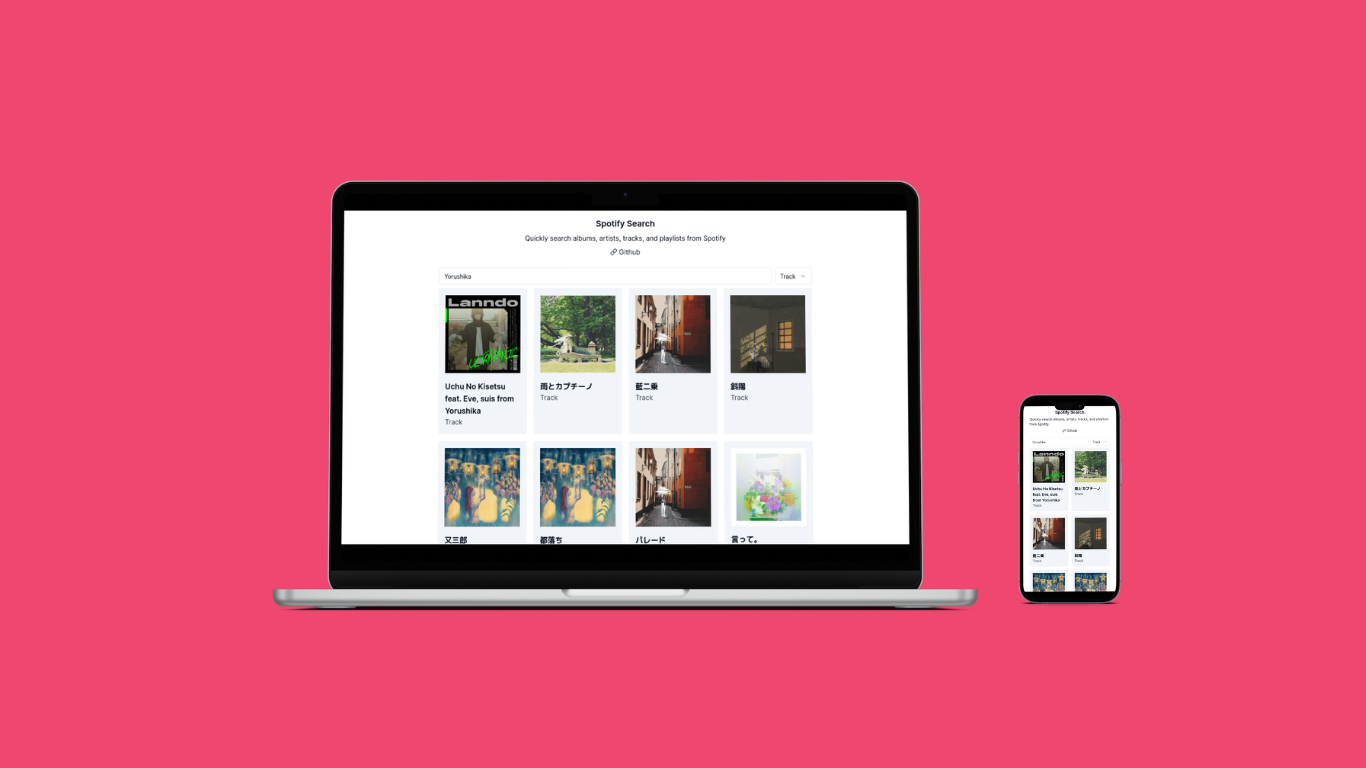 Spotify Search
Quickly search albums, artists, tracks, and playlists from Spotify
Github
Yorushika
Track
Lanndo
Uchu No Kisetsu
feat. Eve, suis from
Yorushika
Track
雨とカプチーノ
Track
藍二乗
Track
斜陽
Track
又三郎
都落ち
パレード
言って。
Spotify Search
Quickly search albums, artists, tracks, and playlists
from Spotify
Github
Yorushika
Track
Lanndo
Uchu No Kisetsu
feat. Eve, suis
from Yorushika
Track
雨とカプチーノ
Track
藍二乗
Track
斜陽
Track